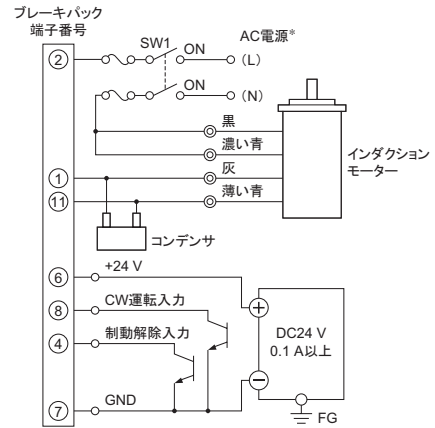 ブレーキパック
端子番号
AC電源*
SW1
ON
② (L)
ON
(N)
黒
濃い青
① 灰
⑪ 薄い青
インダクション
モーター
コンデンサ
⑥ +24 V
⑧ CW運転入力
④ 制動解除入力
+
DC24 V
0.1 A以上
−
⑦ GND
FG